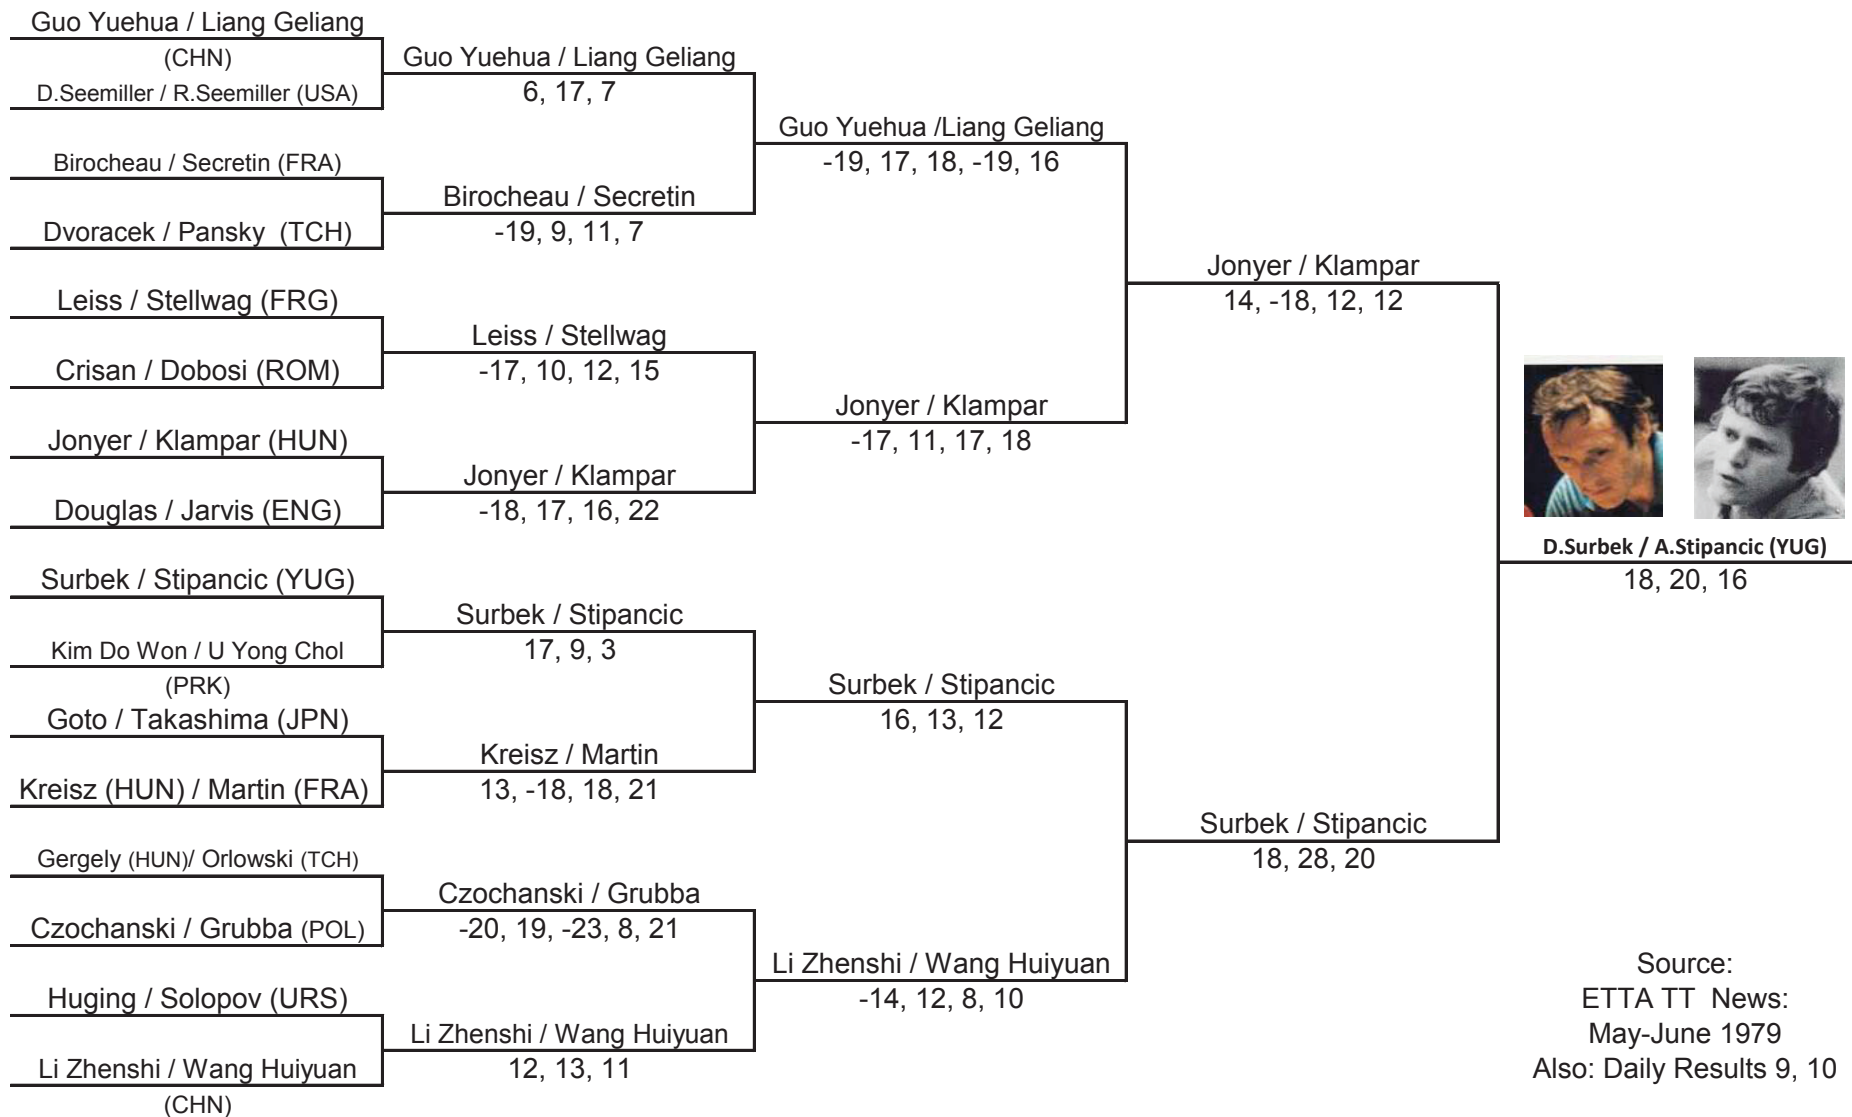 Guo Yuehua / Liang Geliang
(CHN)
D.Seemiller / R.Seemiller (USA)
Birocheau / Secretin (FRA)
Dvoracek / Pansky (TCH)
Leiss / Stellwag (FRG)
Crisan / Dobosi (ROM)
Jonyer / Klampar (HUN)
Douglas / Jarvis (ENG)
Surbek / Stipancic (YUG)
Kim Do Won / U Yong Chol
(PRK)
Goto / Takashima (JPN)
Kreisz (HUN) / Martin (FRA)
Gergely (HUN)/ Orlowski (TCH)
Czochanski / Grubba (POL)
Huging / Solopov (URS)
Li Zhenshi / Wang Huiyuan
(CHN)
Guo Yuehua / Liang Geliang
6, 17, 7
Birocheau / Secretin
-19, 9, 11, 7
Leiss / Stellwag
-17, 10, 12, 15
Jonyer / Klampar
-18, 17, 16, 22
Surbek / Stipancic
17, 9, 3
Kreisz / Martin
13, -18, 18, 21
Czochanski / Grubba
-20, 19, -23, 8, 21
Li Zhenshi / Wang Huiyuan
12, 13, 11
Guo Yuehua /Liang Geliang
-19, 17, 18, -19, 16
Jonyer / Klampar
-17, 11, 17, 18
Surbek / Stipancic
16, 13, 12
Li Zhenshi / Wang Huiyuan
-14, 12, 8, 10
Jonyer / Klampar
14, -18, 12, 12
Surbek / Stipancic
18, 28, 20
D.Surbek / A.Stipancic (YUG)
18, 20, 16
Source:
ETTA TT News:
May-June 1979
Also: Daily Results 9, 10